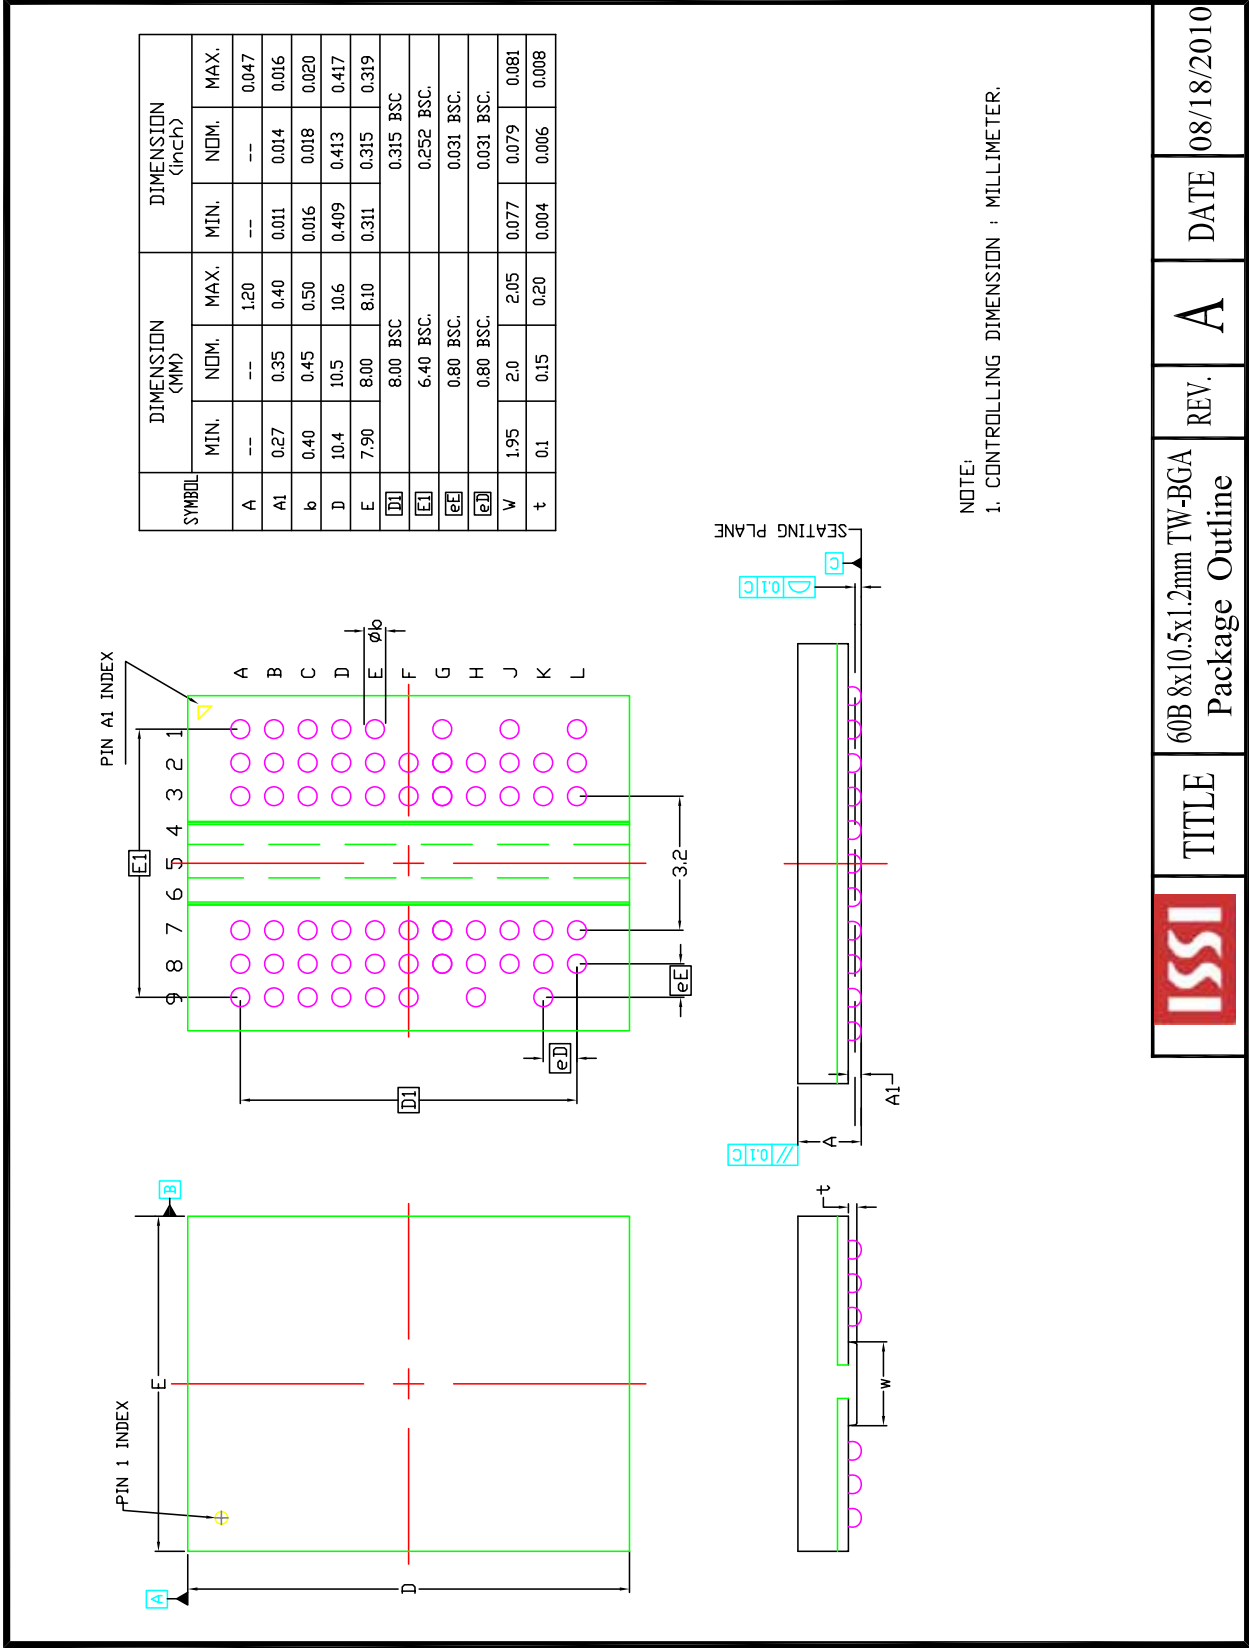 PIN 1 INDEX
A
B
E
D
PIN A1 INDEX
E1
9 8 7 6 5 4 3 2 1
A
B
C
D
E
F
G
H
J
K
L
øb
D1
eD
eE
3.2
SYMBOL DIMENSION (MM) DIMENSION (inch)
MIN. NOM. MAX. MIN. NOM. MAX.
A -- -- 1.20 -- -- 0.047
A1 0.27 0.35 0.40 0.011 0.014 0.016
b 0.40 0.45 0.50 0.016 0.018 0.020
D 10.4 10.5 10.6 0.409 0.413 0.417
E 7.90 8.00 8.10 0.311 0.315 0.319
D1 8.00 BSC 0.315 BSC
E1 6.40 BSC. 0.252 BSC.
eE 0.80 BSC. 0.031 BSC.
eD 0.80 BSC. 0.031 BSC.
W 1.95 2.0 2.05 0.077 0.079 0.081
t 0.1 0.15 0.20 0.004 0.006 0.008
t
w
// 0.1 C
A
A1
0.1 C
C
SEATING PLANE
NOTE:
1. CONTROLLING DIMENSION : MILLIMETER.
ISSI
TITLE
60B 8x10.5x1.2mm TW-BGA
Package Outline
REV.
A
DATE
08/18/2010